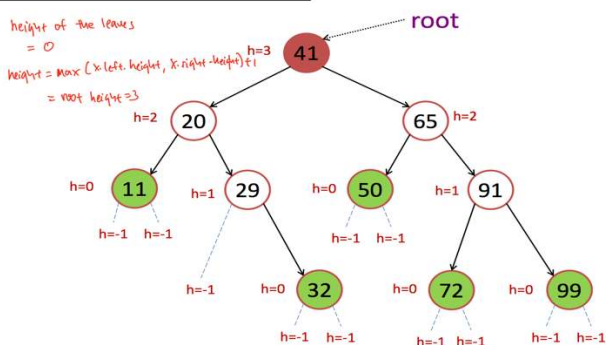 height of the leaves
= 0
height = max (x.left.height, x.right.height)+1
= root height = 3
root
h=3 41
h=2 20
65 h=2
h=0 11
h=1 29
h=0 50
h=1 91
h=-1 h=-1
h=-1 h=-1
h=-1
h=0 32
h=0 72
h=0 99
h=-1 h=-1
h=-1 h=-1
h=-1 h=-1